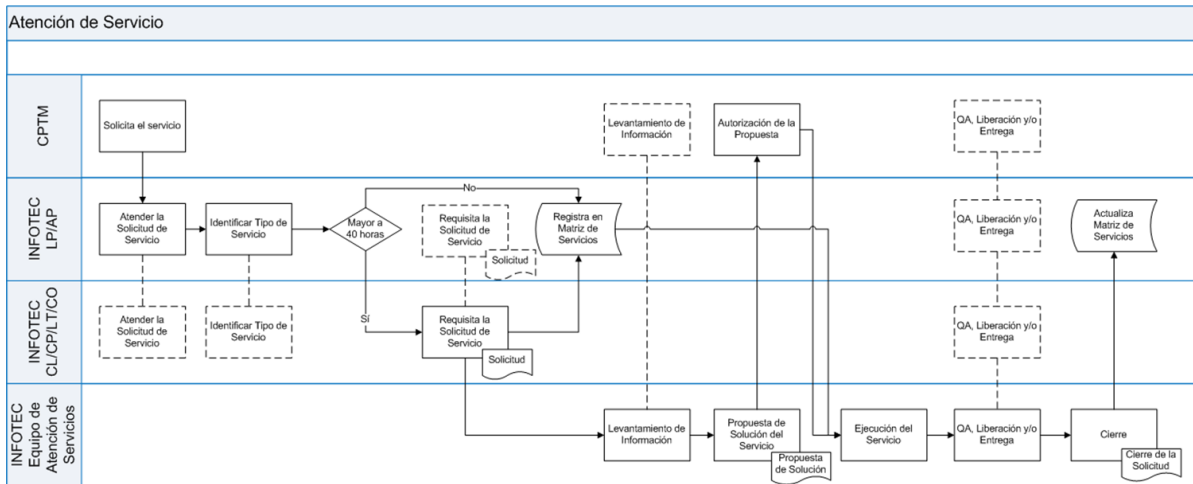 Atención de Servicio
CPTM
Solicita el servicio
Levantamiento de
Información
Autorización de la
Propuesta
QA, Liberación y/o
Entrega
INFOTEC
LP/AP
Atender la
Solicitud de
Servicio
Identificar Tipo de
Servicio
Mayor a
40 horas
No
Sí
Requisita la
Solicitud de
Servicio
Solicitud
Registra en
Matriz de
Servicios
QA, Liberación y/o
Entrega
Actualiza
Matriz de
Servicios
INFOTEC
CL/CP/LT/CO
Atender la
Solicitud de
Servicio
Identificar Tipo de
Servicio
Requisita la
Solicitud de
Servicio
Solicitud
QA, Liberación y/o
Entrega
INFOTEC
Equipo de
Atención de
Servicios
Levantamiento de
Información
Propuesta de
Solución del
Servicio
Propuesta
de Solución
Ejecución del
Servicio
QA, Liberación y/o
Entrega
Cierre
Cierre de la
Solicitud